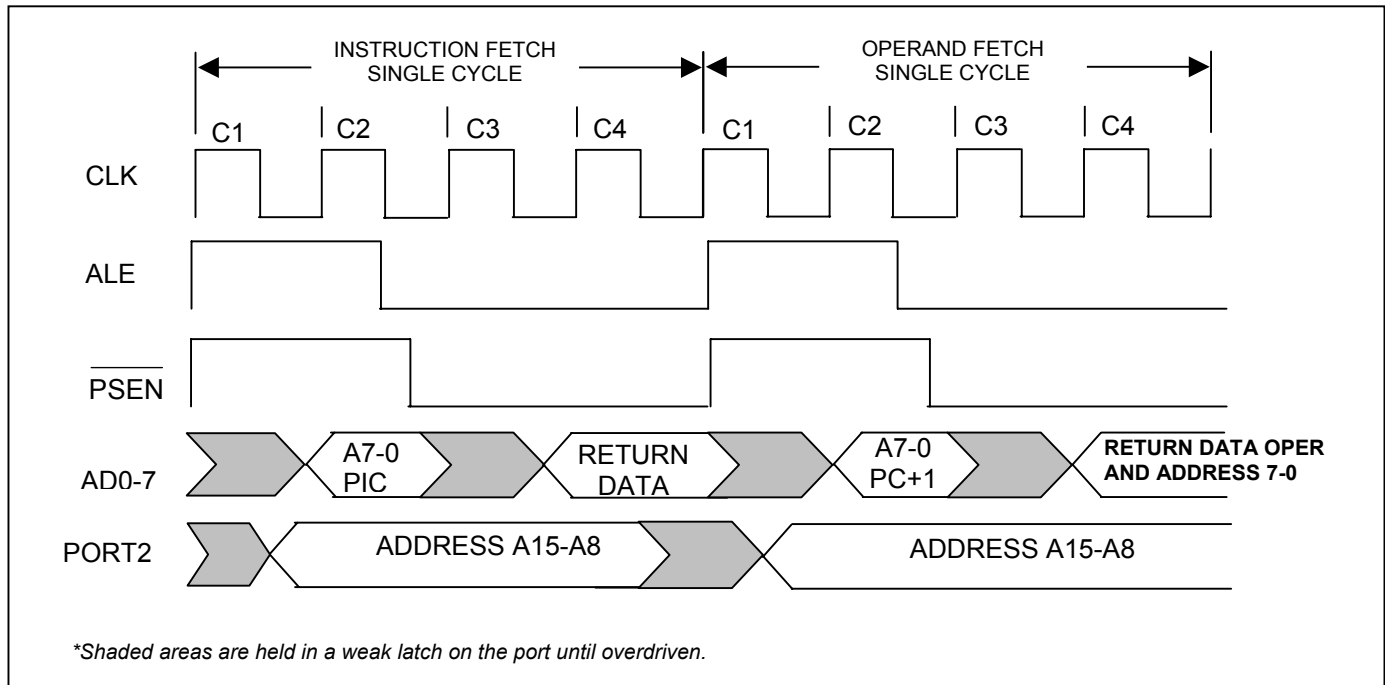 INSTRUCTION FETCH
SINGLE CYCLE
OPERAND FETCH
SINGLE CYCLE
C1 C2 C3 C4 C1 C2 C3 C4
CLK
ALE
PSEN
AD0-7
A7-0
PIC
RETURN
DATA
A7-0
PC+1
RETURN DATA OPER
AND ADDRESS 7-0
PORT2
ADDRESS A15-A8
ADDRESS A15-A8
*Shaded areas are held in a weak latch on the port until overdriven.